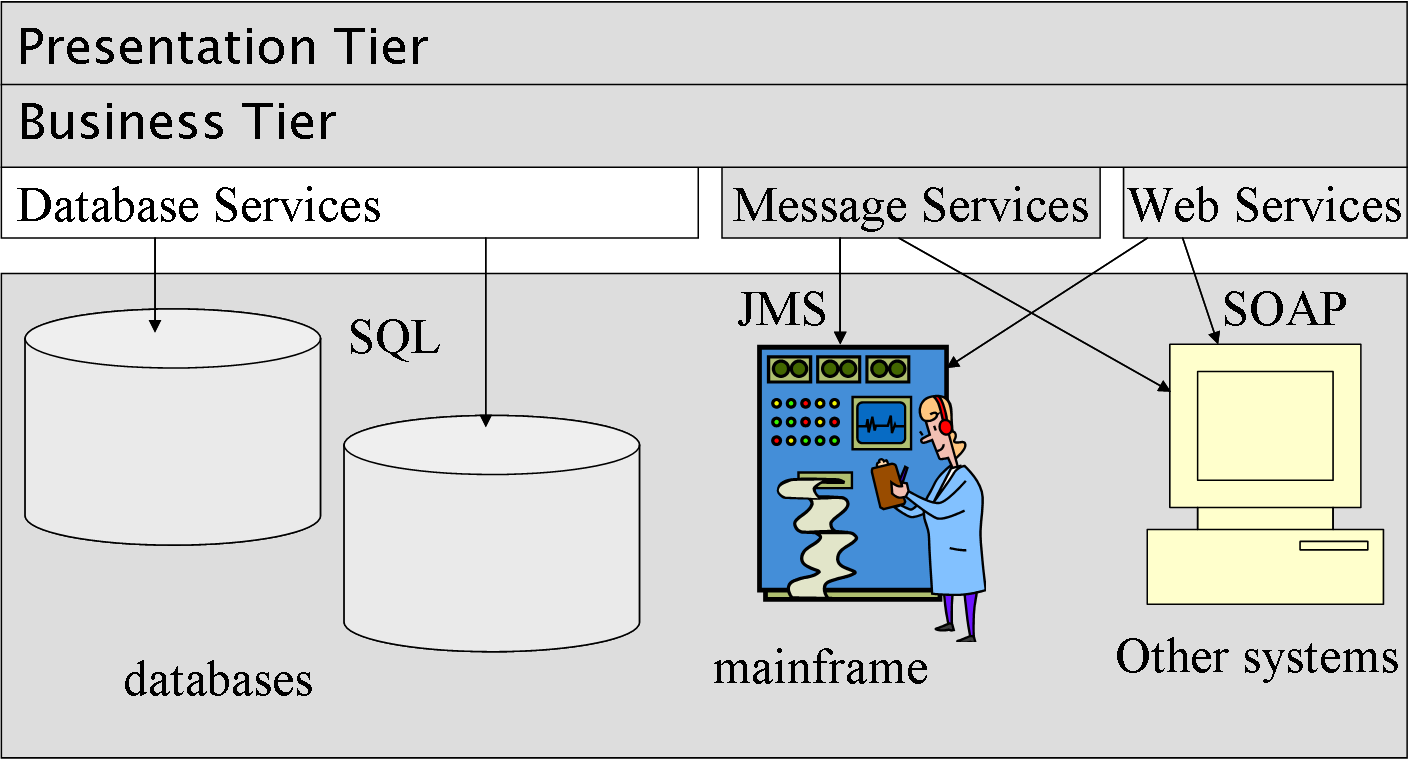 Presentation Tier
Business Tier
Database Services
Message Services
Web Services
JMS
SOAP
SQL
databases
mainframe
Other systems